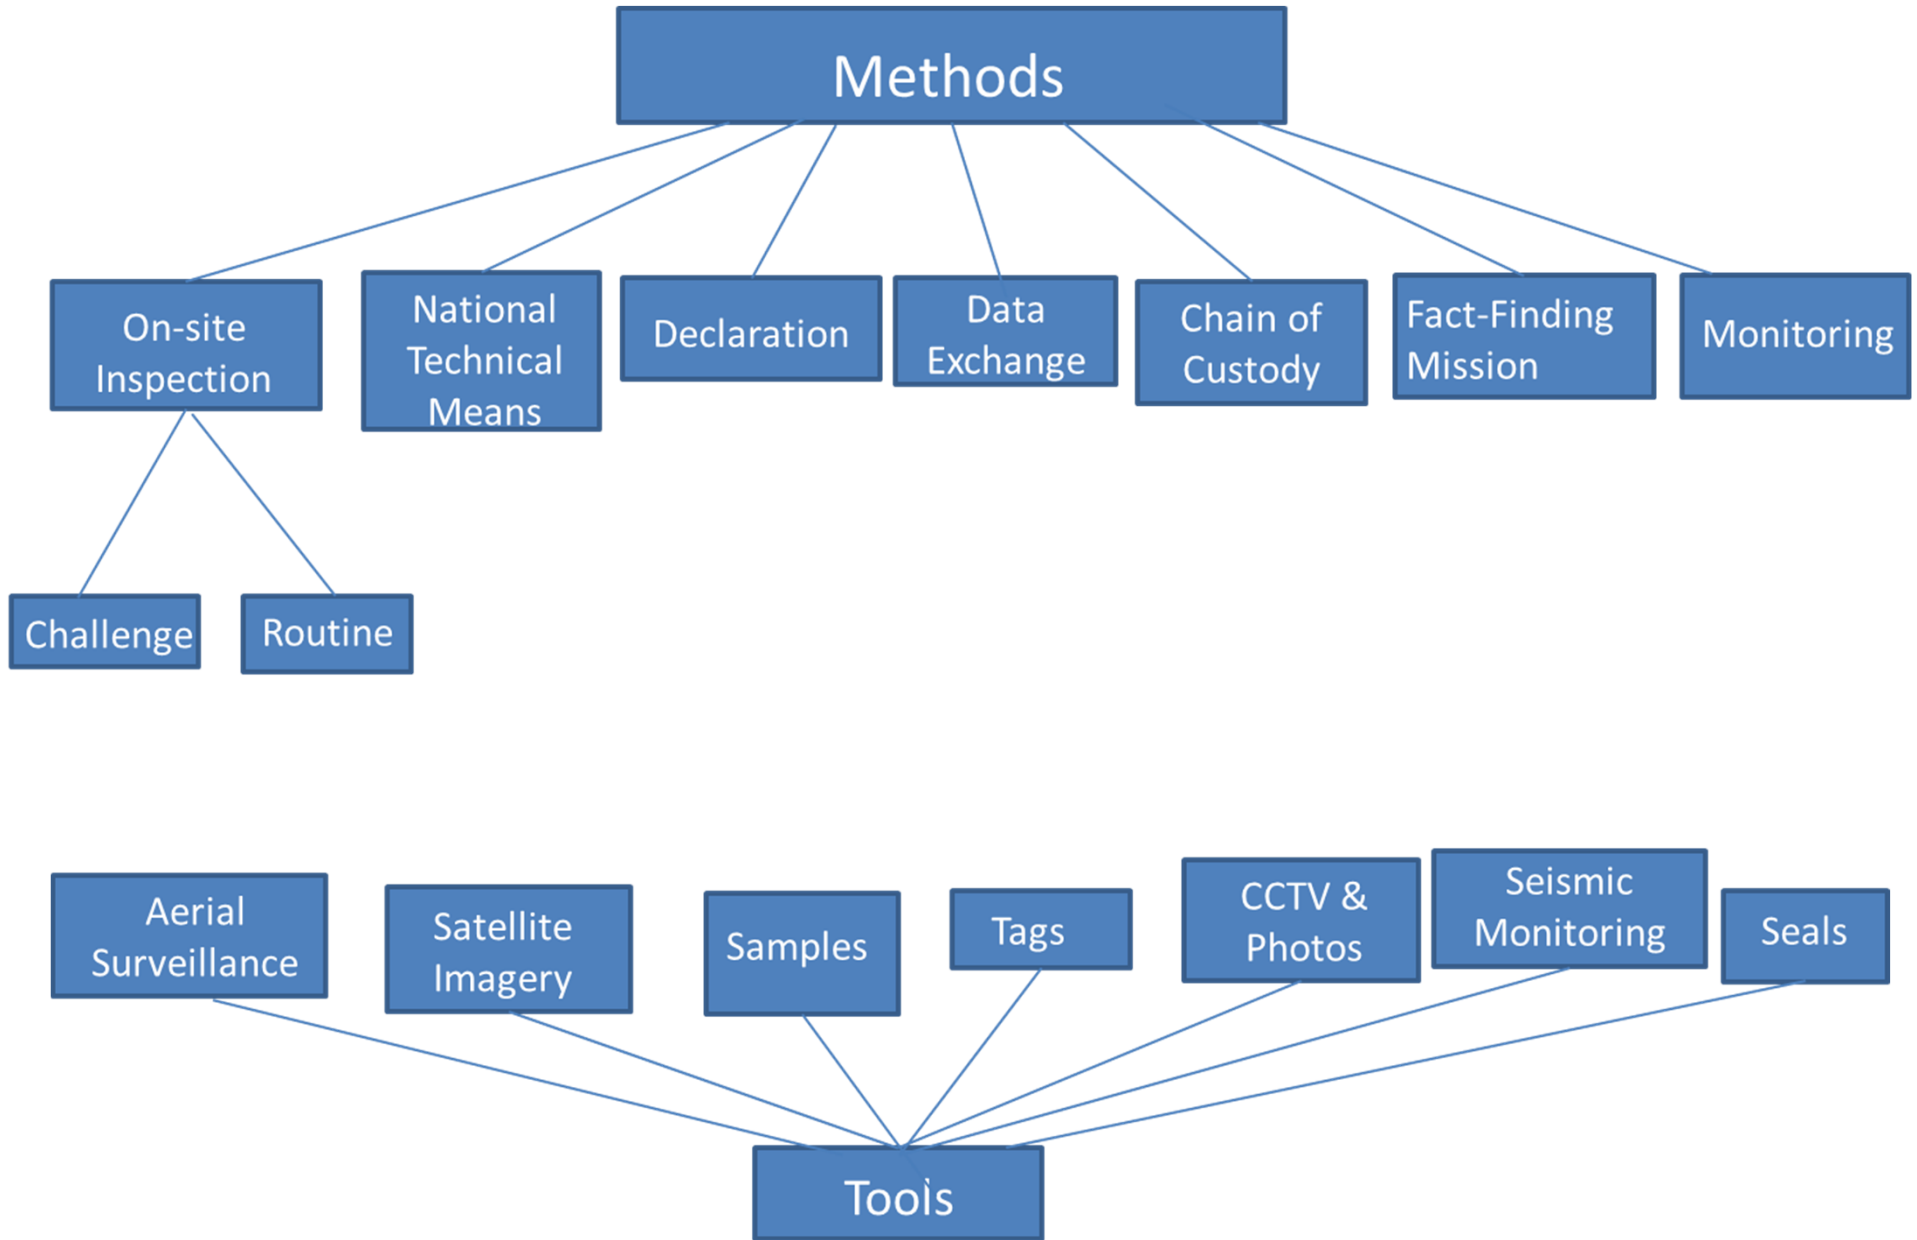 Methods
On-site
Inspection
National
Technical
Means
Declaration
Data
Exchange
Chain of
Custody
Fact-Finding
Mission
Monitoring
Challenge
Routine
Aerial
Surveillance
Satellite
Imagery
Samples
Tags
CCTV &
Photos
Seismic
Monitoring
Seals
Tools